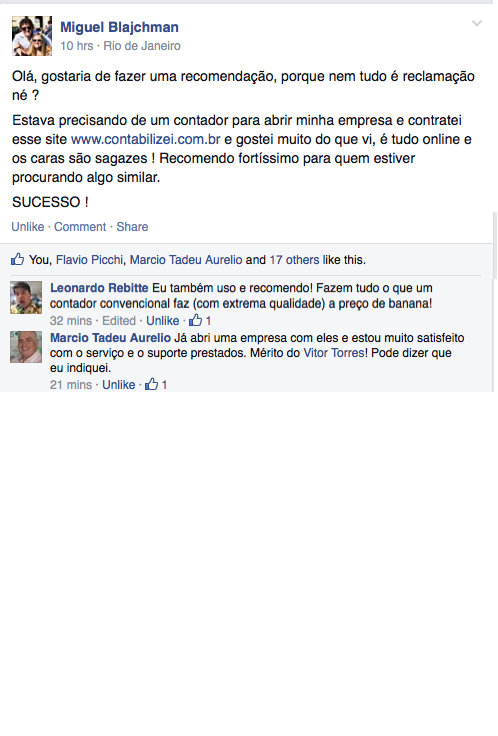 Miguel Blajchman
10 hrs · Rio de Janeiro
Olá, gostaria de fazer uma recomendação, porque nem tudo é reclamação
né ?
Estava precisando de um contador para abrir minha empresa e contratei
esse site www.contabilizei.com.br e gostei muito do que vi, é tudo online e
os caras são sagazes ! Recomendo fortíssimo para quem estiver
procurando algo similar.
SUCESSO !
Unlike · Comment · Share
You, Flavio Picchi, Marcio Tadeu Aurelio and 17 others like this.
Leonardo Rebitte Eu também uso e recomendo! Fazem tudo o que um
contador convencional faz (com extrema qualidade) a preço de banana!
32 mins · Edited · Unlike · 1
Marcio Tadeu Aurelio Já abri uma empresa com eles e estou muito satisfeito
com o serviço e o suporte prestados. Mérito do Vitor Torres! Pode dizer que
eu indiquei.
21 mins · Unlike · 1